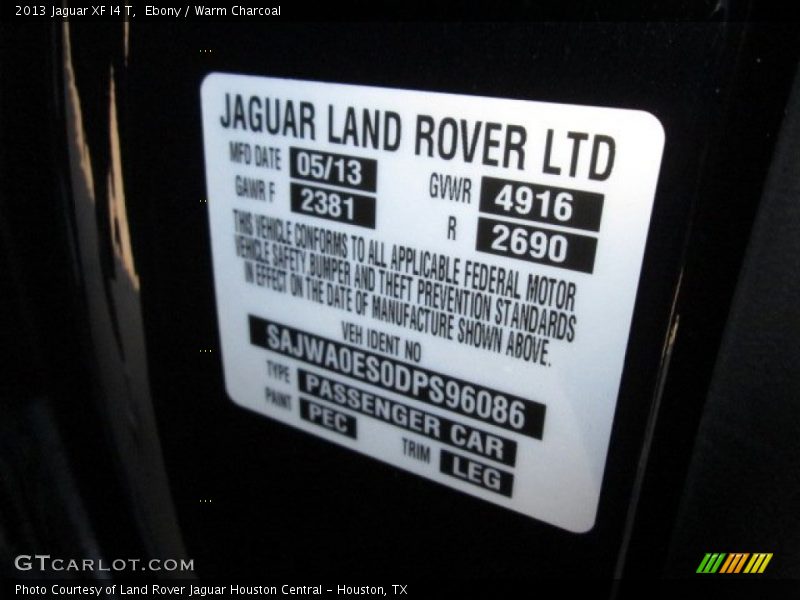 2013 Jaguar XF I4 T, Ebony / Warm Charcoal
JAGUAR LAND ROVER LTD
MFD DATE 05/13 GVWR 4916
GAWR F 2381 R 2690
THIS VEHICLE CONFORMS TO ALL APPLICABLE FEDERAL MOTOR
VEHICLE SAFETY,BUMPER AND THEFT PREVENTION STANDARDS
IN EFFECT ON THE DATE OF MANUFACTURE SHOWN ABOVE.
VEH IDENT NO
SAJWA0ES0DPS96086
TYPE PASSENGER CAR
PAINT PEC TRIM LEG
GTCARLOT.COM
Photo Courtesy of Land Rover Jaguar Houston Central - Houston, TX